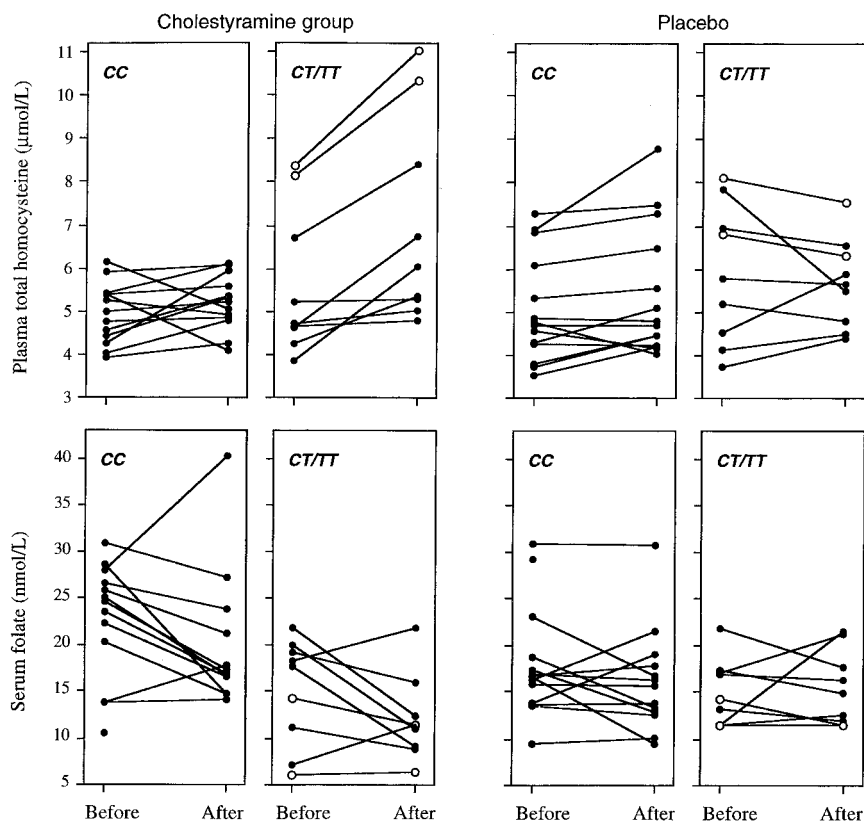 Cholestyramine group
Placebo
Plasma total homocysteine (µmol/L)
11
10
9
8
7
6
5
4
3
CC
CT/TT
CC
CT/TT
Serum folate (nmol/L)
40
35
30
25
20
15
10
5
CC
CT/TT
CC
CT/TT
Before After Before After Before After Before After